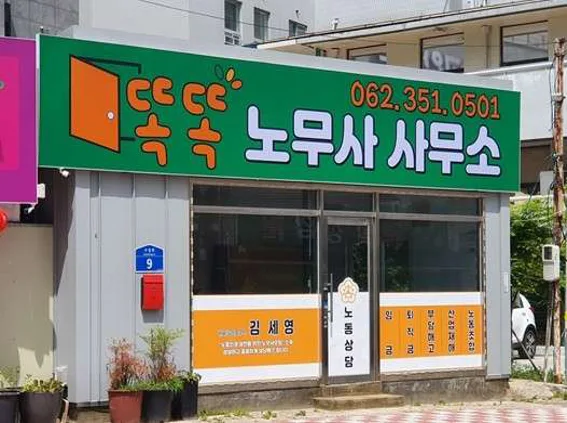 똑똑
노무사 사무소
062.351.0501
9
김세영
노동상담
임금
퇴직금
부당해고
산업재해
노동조합